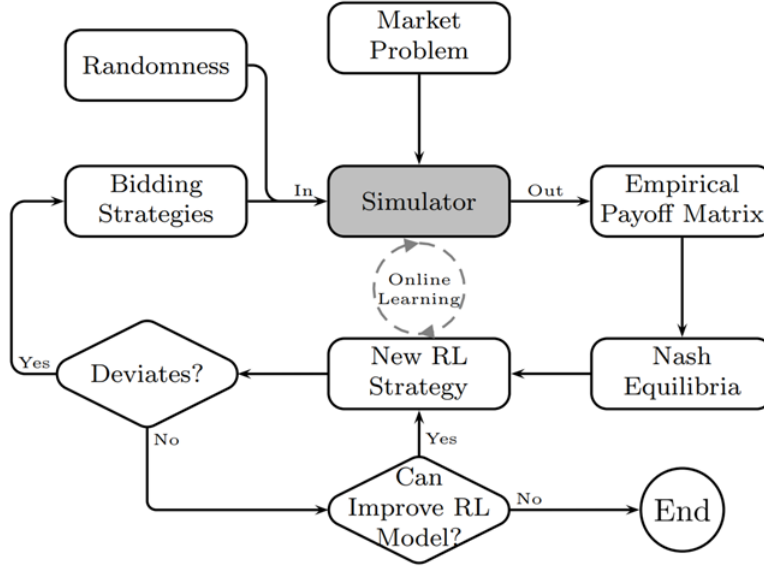 Market
Problem
Randomness
Bidding
Strategies
In
Simulator
Out
Empirical
Payoff Matrix
Online
Learning
Yes
Deviates?
New RL
Strategy
Nash
Equilibria
No
Yes
Can
Improve RL
Model?
No
End